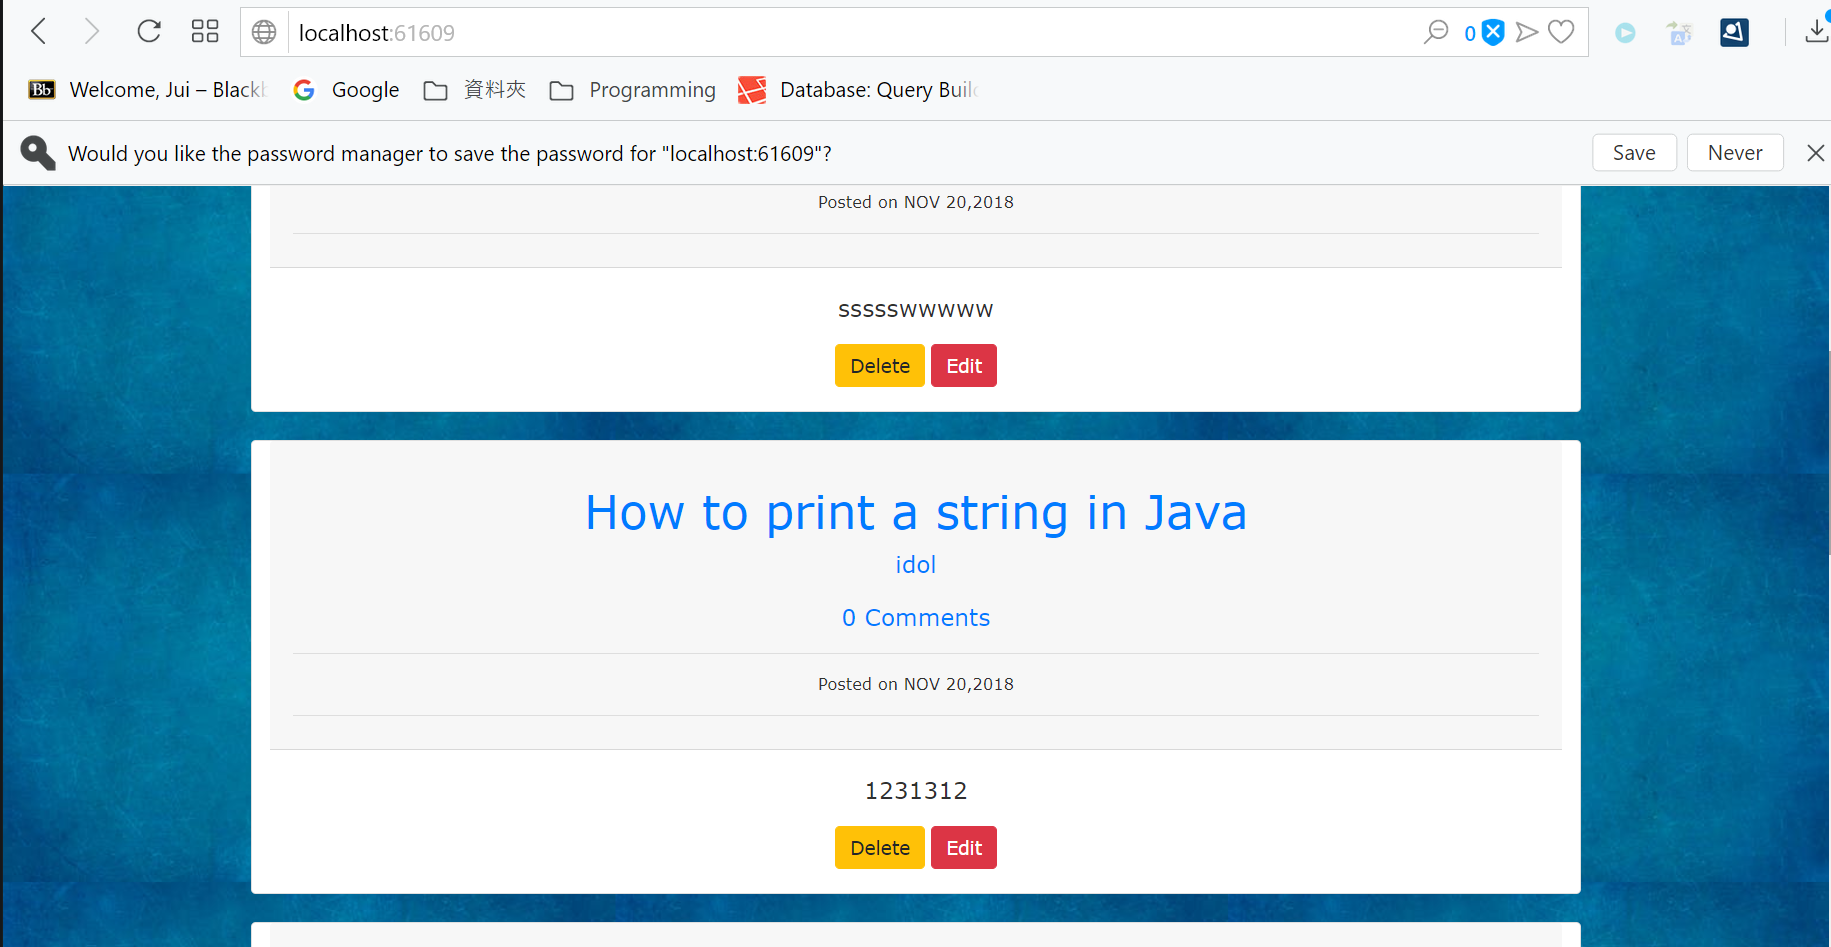 localhost:61609
0
Bb Welcome, Jui – Blackb
Google
資料夾
Programming
Database: Query Buil
Would you like the password manager to save the password for "localhost:61609"?
Save
Never
Posted on NOV 20,2018
ssssswwwww
Delete
Edit
How to print a string in Java
idol
0 Comments
Posted on NOV 20,2018
1231312
Delete
Edit